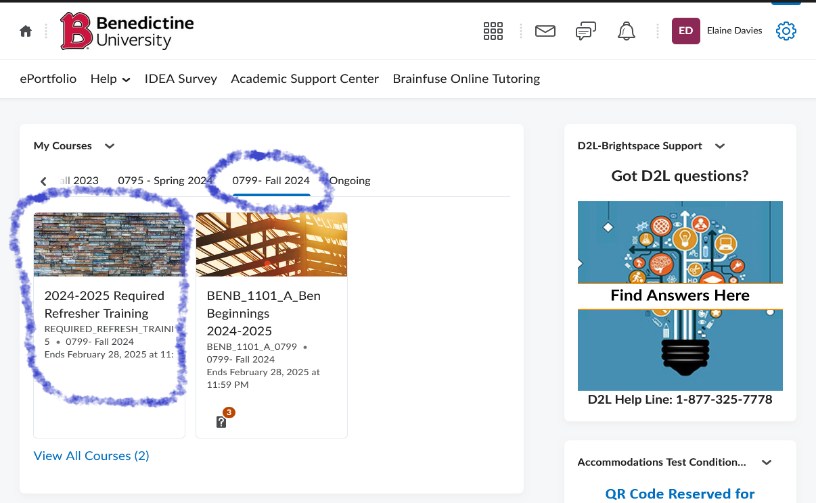 Benedictine
University
ED
Elaine Davies
ePortfolio Help IDEA Survey Academic Support Center Brainfuse Online Tutoring
My Courses
2023 0795 - Spring 2024 0799- Fall 2024 Ongoing
2024-2025 Required
Refresher Training
REQUIRED_REFRESH_TRAINI
5 • 0799- Fall 2024
Ends February 28, 2025 at 11:
BENB_1101_A_Ben
Beginnings
2024-2025
BENB_1101_A_0799 •
0799- Fall 2024
Ends February 28, 2025 at
11:59 PM
3
View All Courses (2)
D2L-Brightspace Support
Got D2L questions?
Find Answers Here
D2L Help Line: 1-877-325-7778
Accommodations Test Condition...
QR Code Reserved for